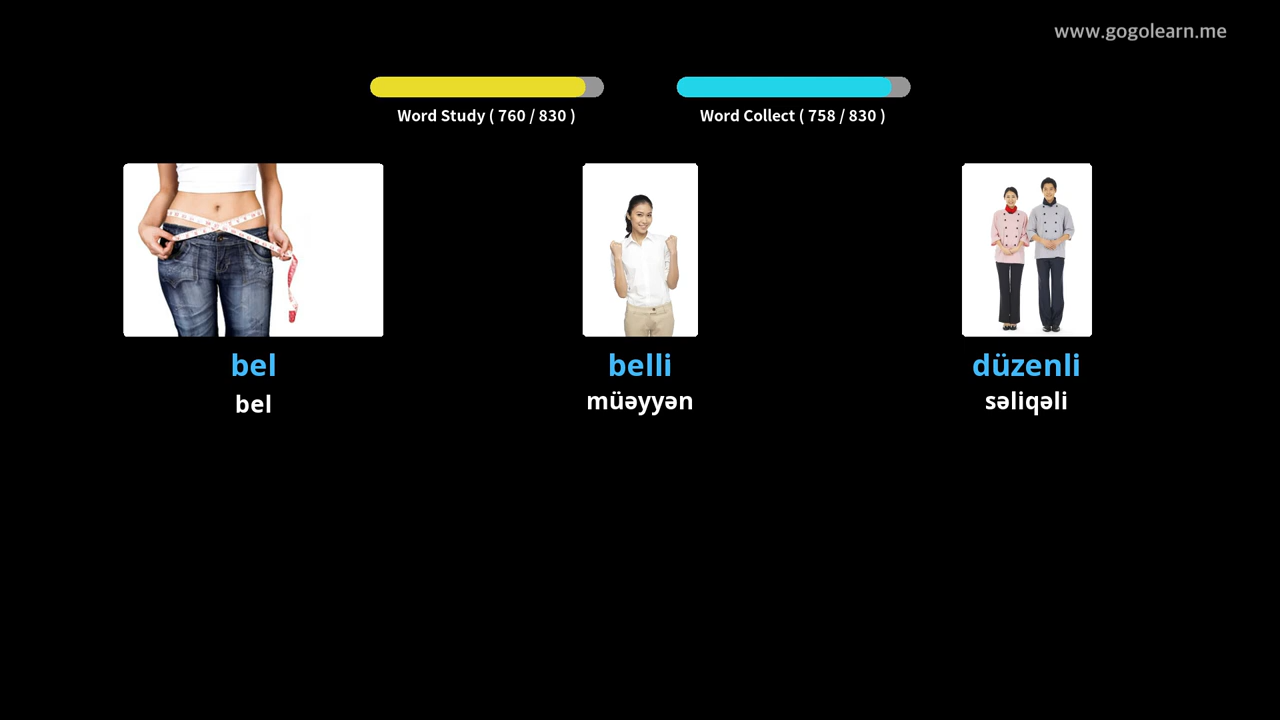 www.gogolearn.me
Word Study ( 760 / 830 )
Word Collect ( 758 / 830 )
bel
bel
belli
müəyyən
düzenli
səliqəli